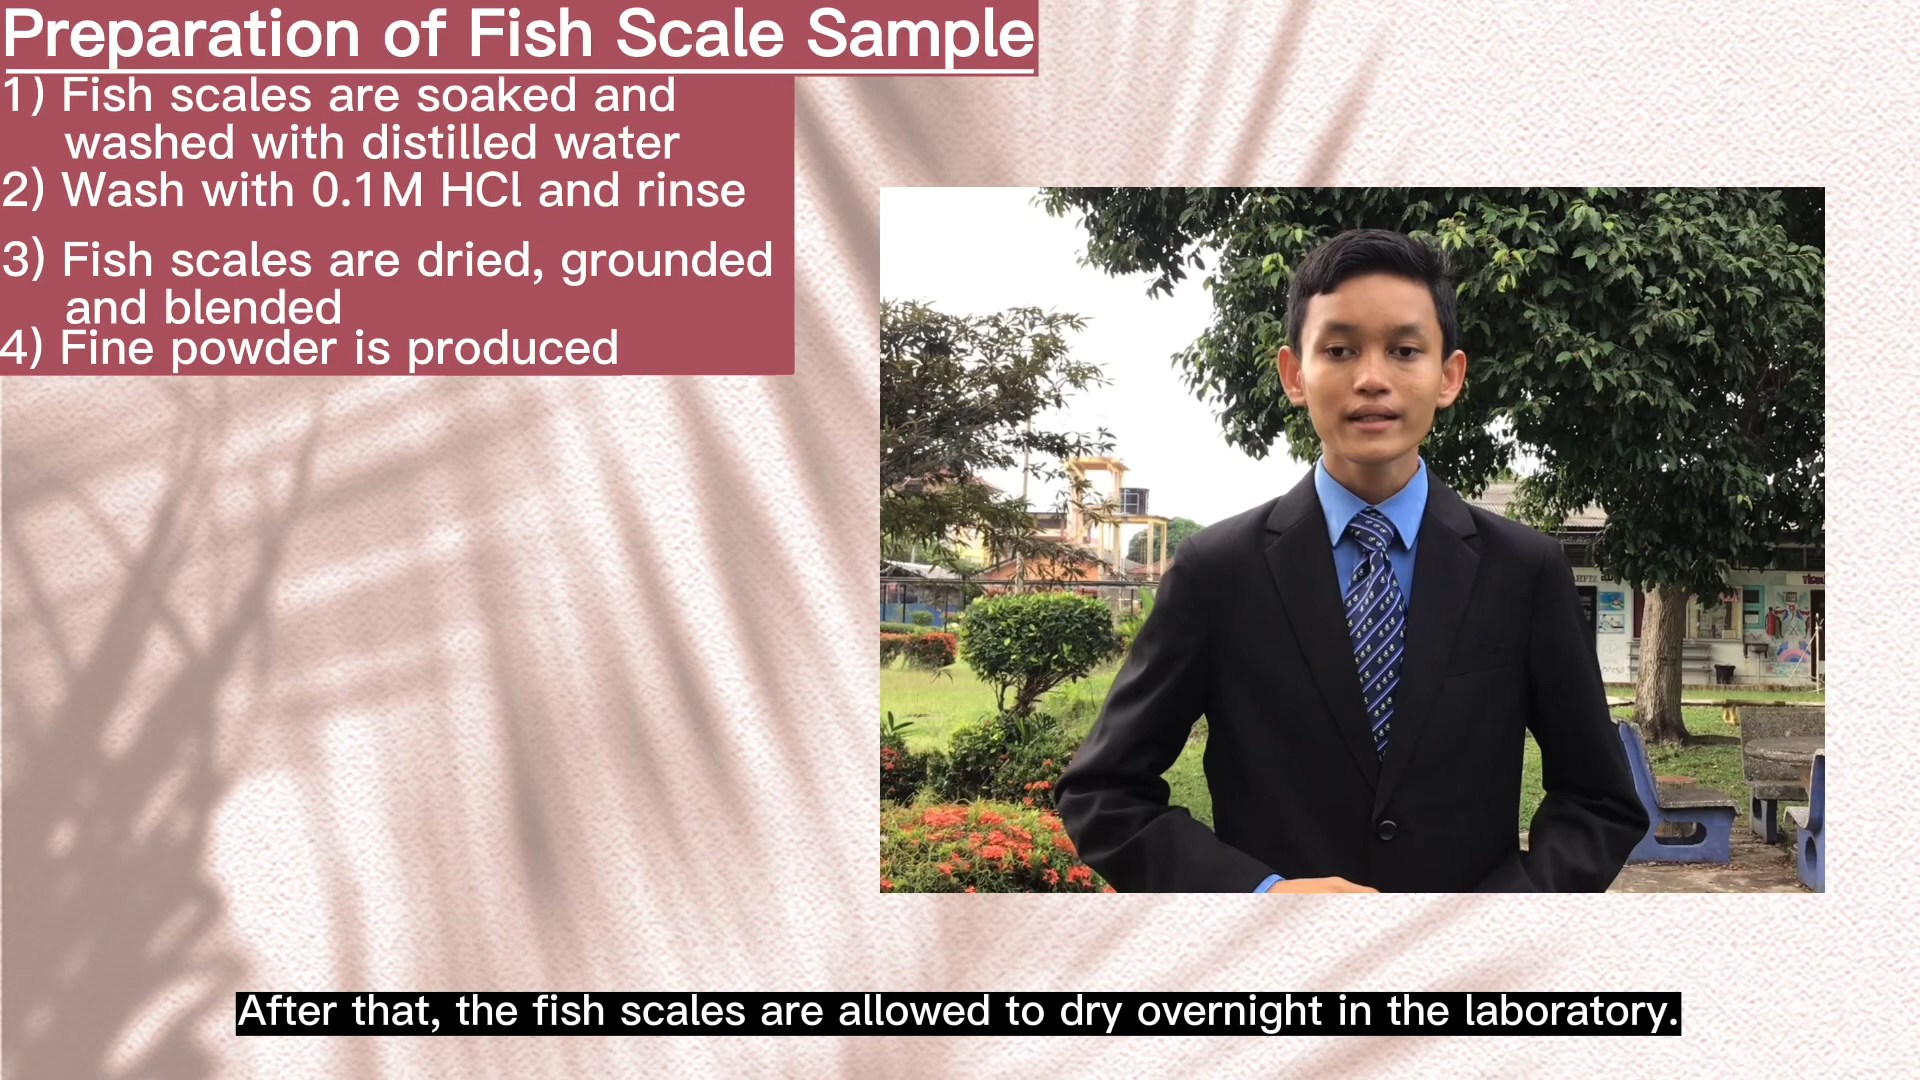 Preparation of Fish Scale Sample
1) Fish scales are soaked and
washed with distilled water
2) Wash with 0.1M HCl and rinse
3) Fish scales are dried, grounded
and blended
4) Fine powder is produced
After that, the fish scales are allowed to dry overnight in the laboratory.